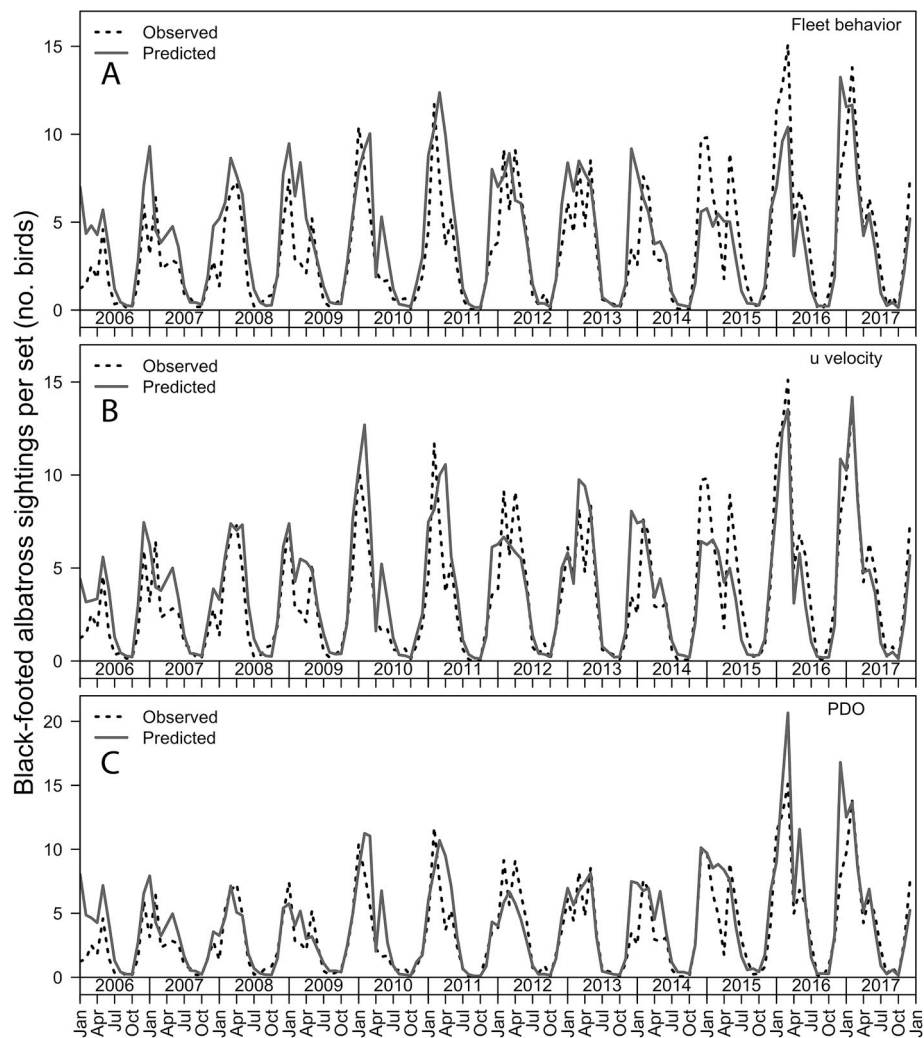 Black-footed albatross sightings per set (no. birds)
Fleet behavior
Observed
Predicted
A
15
10
5
0
2006 2007 2008 2009 2010 2011 2012 2013 2014 2015 2016 2017
u velocity
Observed
Predicted
B
15
10
5
0
2006 2007 2008 2009 2010 2011 2012 2013 2014 2015 2016 2017
PDO
Observed
Predicted
C
20
15
10
5
0
2006 2007 2008 2009 2010 2011 2012 2013 2014 2015 2016 2017
Jan Apr Jul Oct Jan Apr Jul Oct Jan Apr Jul Oct Jan Apr Jul Oct Jan Apr Jul Oct Jan Apr Jul Oct Jan Apr Jul Oct Jan Apr Jul Oct Jan Apr Jul Oct Jan Apr Jul Oct Jan Apr Jul Oct Jan Apr Jul Oct Jan